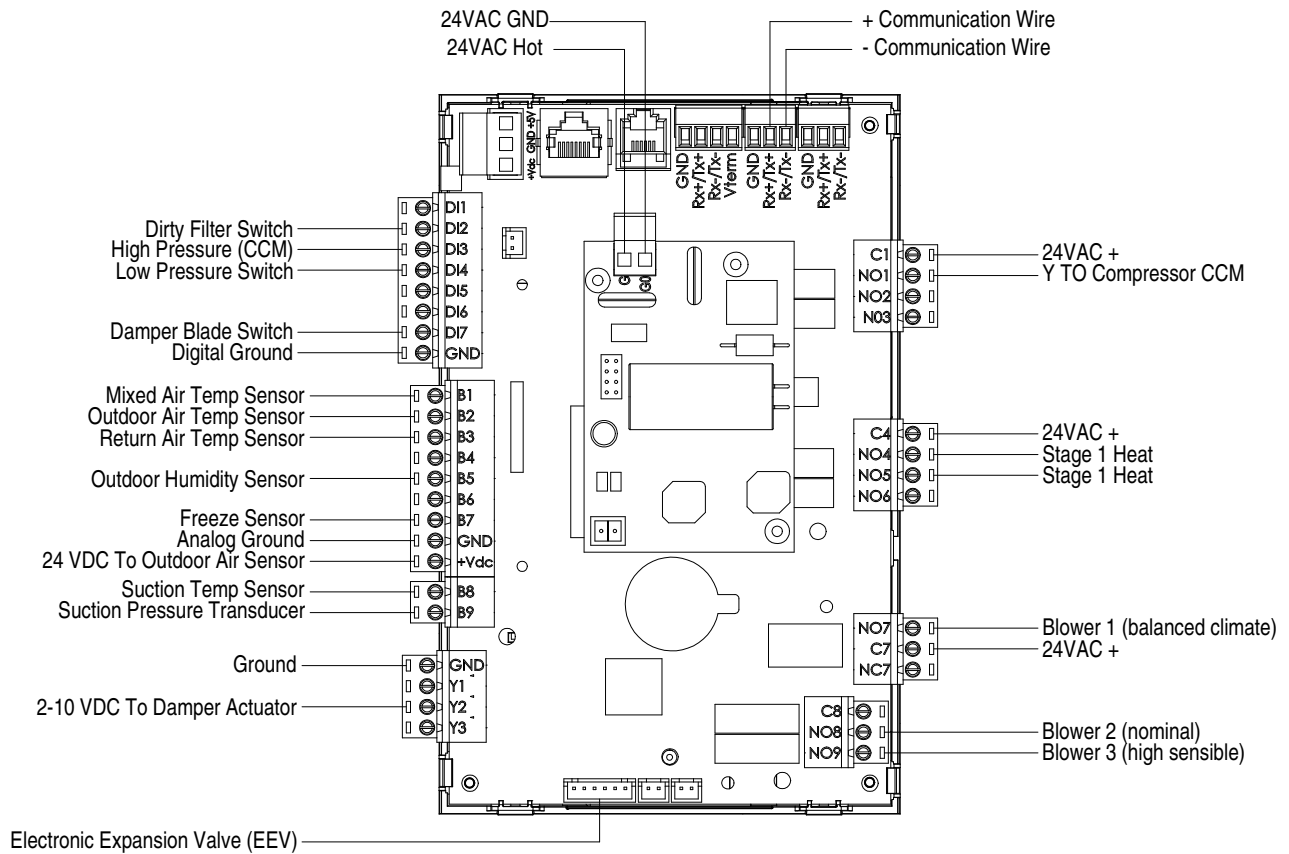 24VAC GND
24VAC Hot
+ Communication Wire
- Communication Wire
+Vdc GND +5V
GND
Rx+/Tx+
Rx-/Tx-
Vterm
GND
Rx+/Tx+
Rx-/Tx-
GND
Rx+/Tx+
Rx-/Tx-
DI1
Dirty Filter Switch DI2
High Pressure (CCM) DI3
Low Pressure Switch DI4
DI5
DI6
Damper Blade Switch DI7
Digital Ground GND
G
G0
C1 24VAC +
NO1 Y TO Compressor CCM
NO2
N03
Mixed Air Temp Sensor B1
Outdoor Air Temp Sensor B2
Return Air Temp Sensor B3
B4
Outdoor Humidity Sensor B5
B6
Freeze Sensor B7
Analog Ground GND
24 VDC To Outdoor Air Sensor +Vdc
Suction Temp Sensor B8
Suction Pressure Transducer B9
C4 24VAC +
NO4 Stage 1 Heat
NO5 Stage 1 Heat
NO6
Ground GND
Y1
2-10 VDC To Damper Actuator Y2
Y3
NO7 Blower 1 (balanced climate)
C7 24VAC +
NC7
C8
NO8 Blower 2 (nominal)
NO9 Blower 3 (high sensible)
Electronic Expansion Valve (EEV)